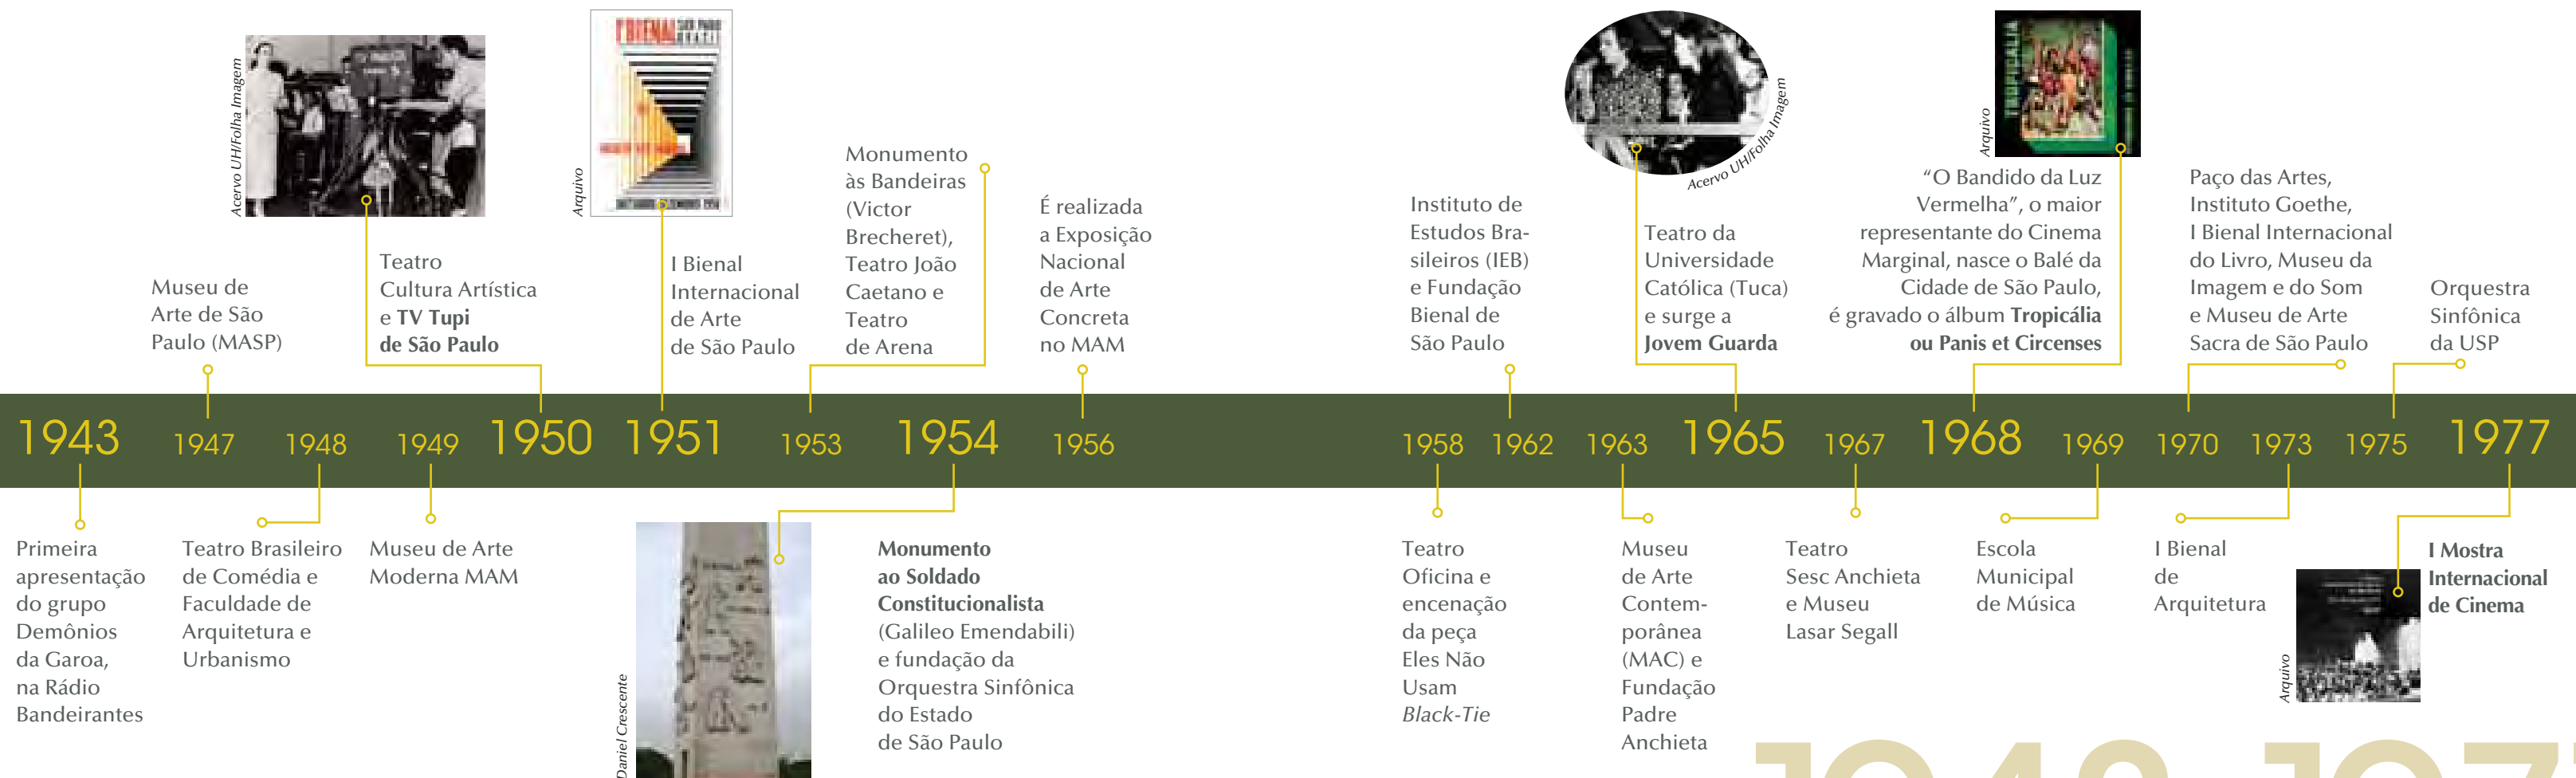 Acervo UH/Folha Imagem
Arquivo
I BIENAL
Museu de
Arte de São
Paulo (MASP)
Teatro
Cultura Artística
e TV Tupi
de São Paulo
I Bienal
Internacional
de Arte
de São Paulo
Monumento
às Bandeiras
(Victor
Brecheret),
Teatro João
Caetano e
Teatro
de Arena
É realizada
a Exposição
Nacional
de Arte
Concreta
no MAM
Instituto de
Estudos Bra-
sileiros (IEB)
e Fundação
Bienal de
São Paulo
Acervo UH/Folha Imagem
Teatro da
Universidade
Católica (Tuca)
e surge a
Jovem Guarda
Arquivo
TROPICALIA
“O Bandido da Luz
Vermelha”, o maior
representante do Cinema
Marginal, nasce o Balé da
Cidade de São Paulo,
é gravado o álbum Tropicália
ou Panis et Circenses
Paço das Artes,
Instituto Goethe,
I Bienal Internacional
do Livro, Museu da
Imagem e do Som
e Museu de Arte
Sacra de São Paulo
Orquestra
Sinfônica
da USP
1943 1947 1948 1949 1950 1951 1953 1954 1956 1958 1962 1963 1965 1967 1968 1969 1970 1973 1975 1977
Primeira
apresentação
do grupo
Demônios
da Garoa,
na Rádio
Bandeirantes
Teatro Brasileiro
de Comédia e
Faculdade de
Arquitetura e
Urbanismo
Museu de Arte
Moderna MAM
Daniel Crescente
Monumento
ao Soldado
Constitucionalista
(Galileo Emendabili)
e fundação da
Orquestra Sinfônica
do Estado
de São Paulo
Teatro
Oficina e
encenação
da peça
Eles Não
Usam
Black-Tie
Museu
de Arte
Contem-
porânea
(MAC) e
Fundação
Padre
Anchieta
Teatro
Sesc Anchieta
e Museu
Lasar Segall
Escola
Municipal
de Música
I Bienal
de
Arquitetura
Arquivo
I Mostra
Internacional
de Cinema